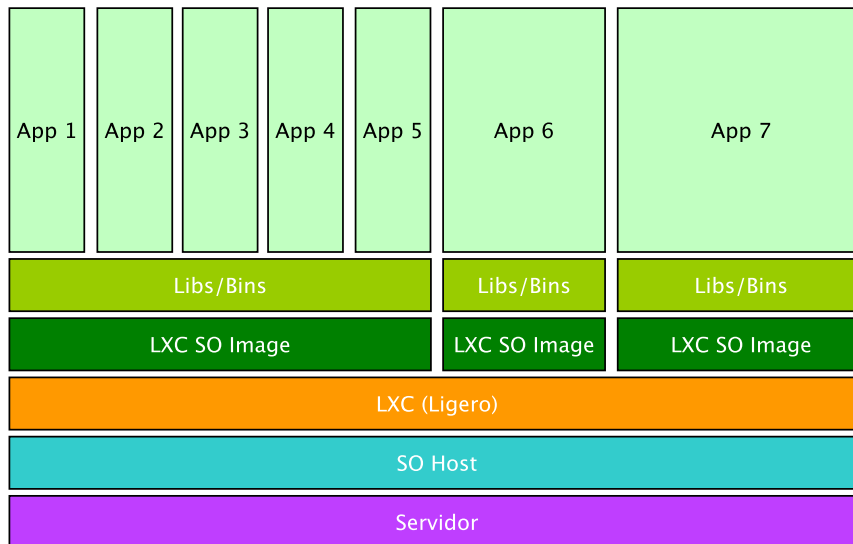 App 1
App 2
App 3
App 4
App 5
App 6
App 7
Libs/Bins
Libs/Bins
Libs/Bins
LXC SO Image
LXC SO Image
LXC SO Image
LXC (Ligero)
SO Host
Servidor